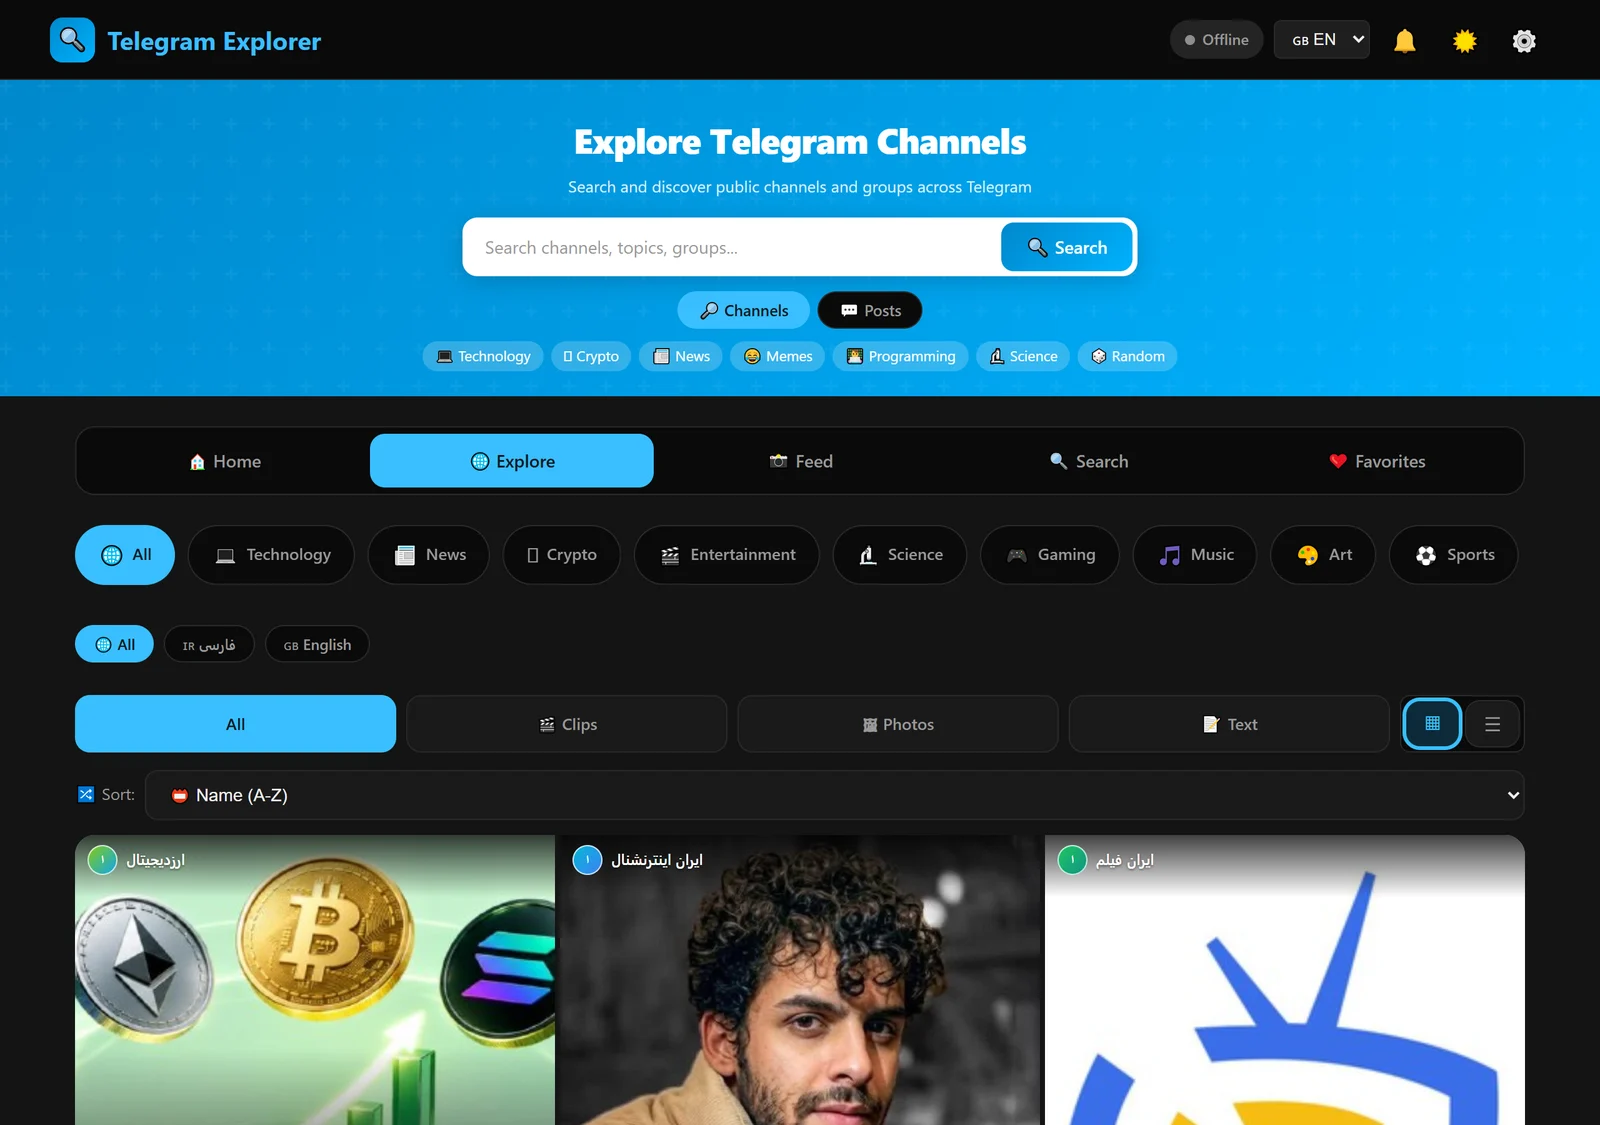 Telegram Explorer
Offline
GB EN
Explore Telegram Channels
Search and discover public channels and groups across Telegram
Search channels, topics, groups...
Search
Channels
Posts
Technology
Crypto
News
Memes
Programming
Science
Random
Home
Explore
Feed
Search
Favorites
All
Technology
News
Crypto
Entertainment
Science
Gaming
Music
Art
Sports
All
IR فارسی
GB English
All
Clips
Photos
Text
Sort:
Name (A-Z)
۱ ارزدیجیتال
۱ ایران اینترنشنال
۱ ایران فیلم